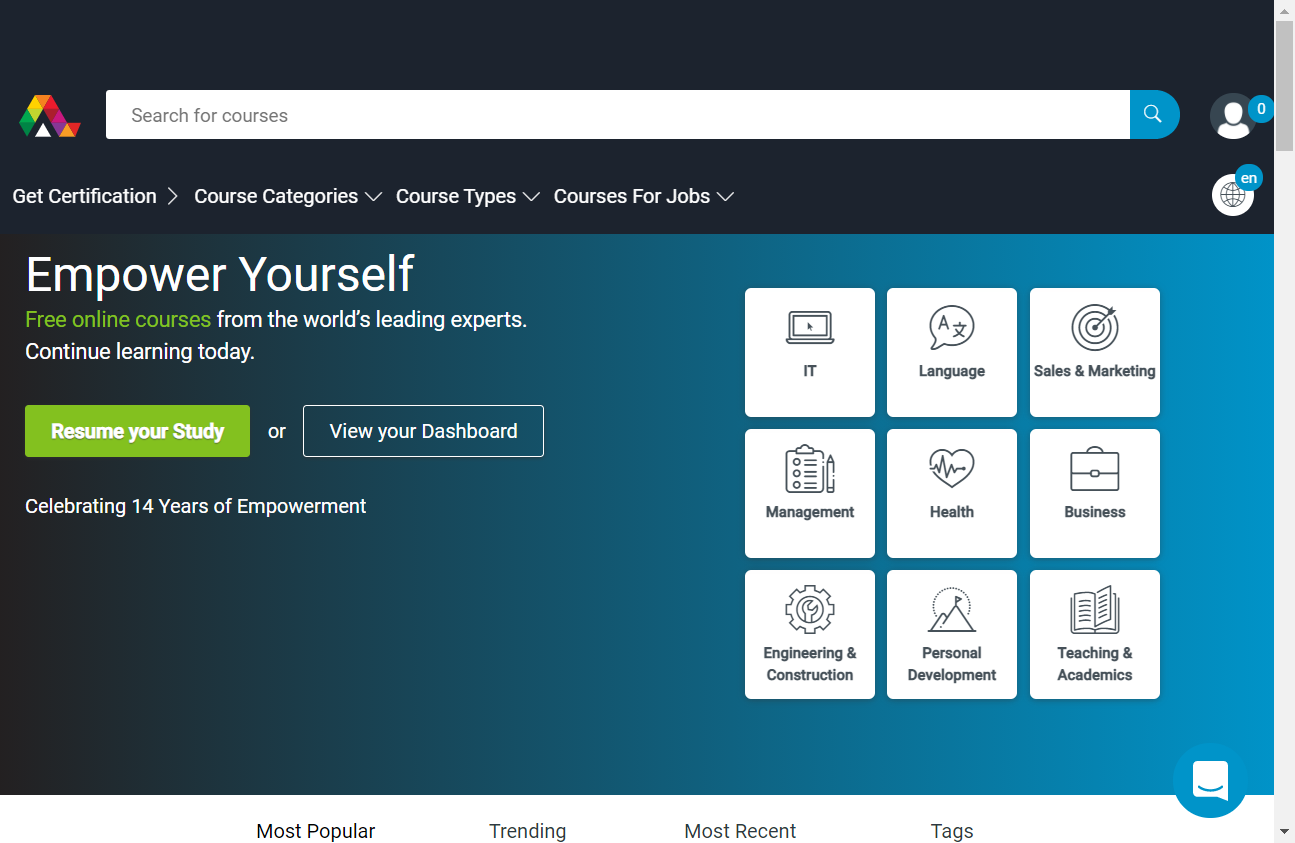 Search for courses
0
Get Certification
Course Categories
Course Types
Courses For Jobs
en
Empower Yourself
Free online courses from the world’s leading experts.
Continue learning today.
Resume your Study
or
View your Dashboard
Celebrating 14 Years of Empowerment
IT
Language
Sales & Marketing
Management
Health
Business
Engineering &
Construction
Personal
Development
Teaching &
Academics
Most Popular
Trending
Most Recent
Tags